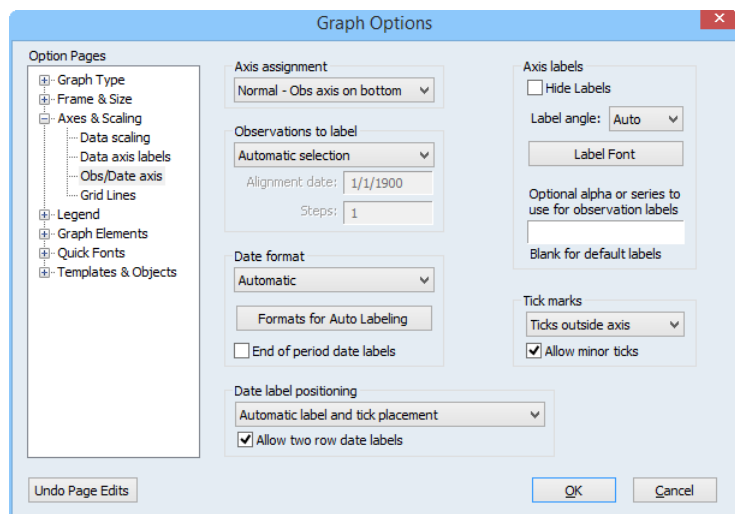 Graph Options
Option Pages
Graph Type
Frame & Size
Axes & Scaling
Data scaling
Data axis labels
Obs/Date axis
Grid Lines
Legend
Graph Elements
Quick Fonts
Templates & Objects
Axis assignment
Normal - Obs axis on bottom
Observations to label
Automatic selection
Alignment date: 1/1/1900
Steps: 1
Date format
Automatic
Formats for Auto Labeling
End of period date labels
Date label positioning
Automatic label and tick placement
Allow two row date labels
Axis labels
Hide Labels
Label angle: Auto
Label Font
Optional alpha or series to
use for observation labels
Blank for default labels
Tick marks
Ticks outside axis
Allow minor ticks
Undo Page Edits
OK
Cancel